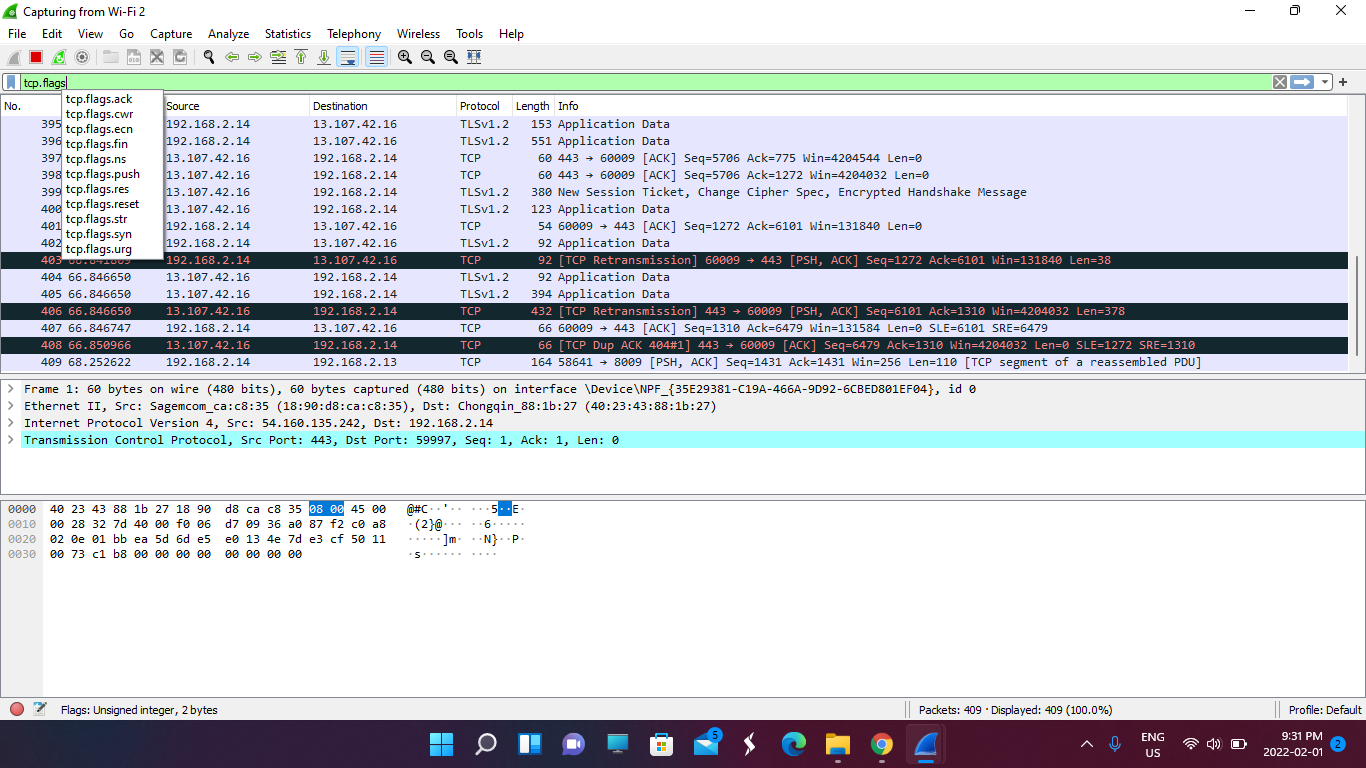 Capturing from Wi-Fi 2
File Edit View Go Capture Analyze Statistics Telephony Wireless Tools Help
tcp.flags
tcp.flags.ack
tcp.flags.cwr
tcp.flags.ecn
tcp.flags.fin
tcp.flags.ns
tcp.flags.push
tcp.flags.res
tcp.flags.reset
tcp.flags.str
tcp.flags.syn
tcp.flags.urg
No. Source Destination Protocol Length Info
395 192.168.2.14 13.107.42.16 TLSv1.2 153 Application Data
396 192.168.2.14 13.107.42.16 TLSv1.2 551 Application Data
397 13.107.42.16 192.168.2.14 TCP 60 443 → 60009 [ACK] Seq=5706 Ack=775 Win=4204544 Len=0
398 13.107.42.16 192.168.2.14 TCP 60 443 → 60009 [ACK] Seq=5706 Ack=1272 Win=4204032 Len=0
399 13.107.42.16 192.168.2.14 TLSv1.2 380 New Session Ticket, Change Cipher Spec, Encrypted Handshake Message
400 13.107.42.16 192.168.2.14 TLSv1.2 123 Application Data
401 192.168.2.14 13.107.42.16 TCP 54 60009 → 443 [ACK] Seq=1272 Ack=6101 Win=131840 Len=0
402 192.168.2.14 13.107.42.16 TLSv1.2 92 Application Data
403 66.841809 192.168.2.14 13.107.42.16 TCP 92 [TCP Retransmission] 60009 → 443 [PSH, ACK] Seq=1272 Ack=6101 Win=131840 Len=38
404 66.846650 13.107.42.16 192.168.2.14 TLSv1.2 92 Application Data
405 66.846650 13.107.42.16 192.168.2.14 TLSv1.2 394 Application Data
406 66.846650 13.107.42.16 192.168.2.14 TCP 432 [TCP Retransmission] 443 → 60009 [PSH, ACK] Seq=6101 Ack=1310 Win=4204032 Len=378
407 66.846747 192.168.2.14 13.107.42.16 TCP 66 60009 → 443 [ACK] Seq=1310 Ack=6479 Win=131584 Len=0 SLE=6101 SRE=6479
408 66.850966 13.107.42.16 192.168.2.14 TCP 66 [TCP Dup ACK 404#1] 443 → 60009 [ACK] Seq=6479 Ack=1310 Win=4204032 Len=0 SLE=1272 SRE=1310
409 68.252622 192.168.2.14 192.168.2.13 TCP 164 58641 → 8009 [PSH, ACK] Seq=1431 Ack=1431 Win=256 Len=110 [TCP segment of a reassembled PDU]
Frame 1: 60 bytes on wire (480 bits), 60 bytes captured (480 bits) on interface \Device\NPF_{35E29381-C19A-466A-9D92-6CBED801EF04}, id 0
Ethernet II, Src: Sagemcom_ca:c8:35 (18:90:d8:ca:c8:35), Dst: Chongqin_88:1b:27 (40:23:43:88:1b:27)
Internet Protocol Version 4, Src: 54.160.135.242, Dst: 192.168.2.14
Transmission Control Protocol, Src Port: 443, Dst Port: 59997, Seq: 1, Ack: 1, Len: 0
0000 40 23 43 88 1b 27 18 90 d8 ca c8 35 08 00 45 00 @#C··'·· ···5··E·
0010 00 28 32 7d 40 00 f0 06 d7 09 36 a0 87 f2 c0 a8 ·(2}@··· ··6·····
0020 02 0e 01 bb ea 5d 6d e5 e0 13 4e 7d e3 cf 50 11 ·····]m· ··N}··P·
0030 00 73 c1 b8 00 00 00 00 00 00 00 00 ·s······ ····
Flags: Unsigned integer, 2 bytes
Packets: 409 · Displayed: 409 (100.0%)
Profile: Default
5
ENG
US
9:31 PM
2022-02-01
2